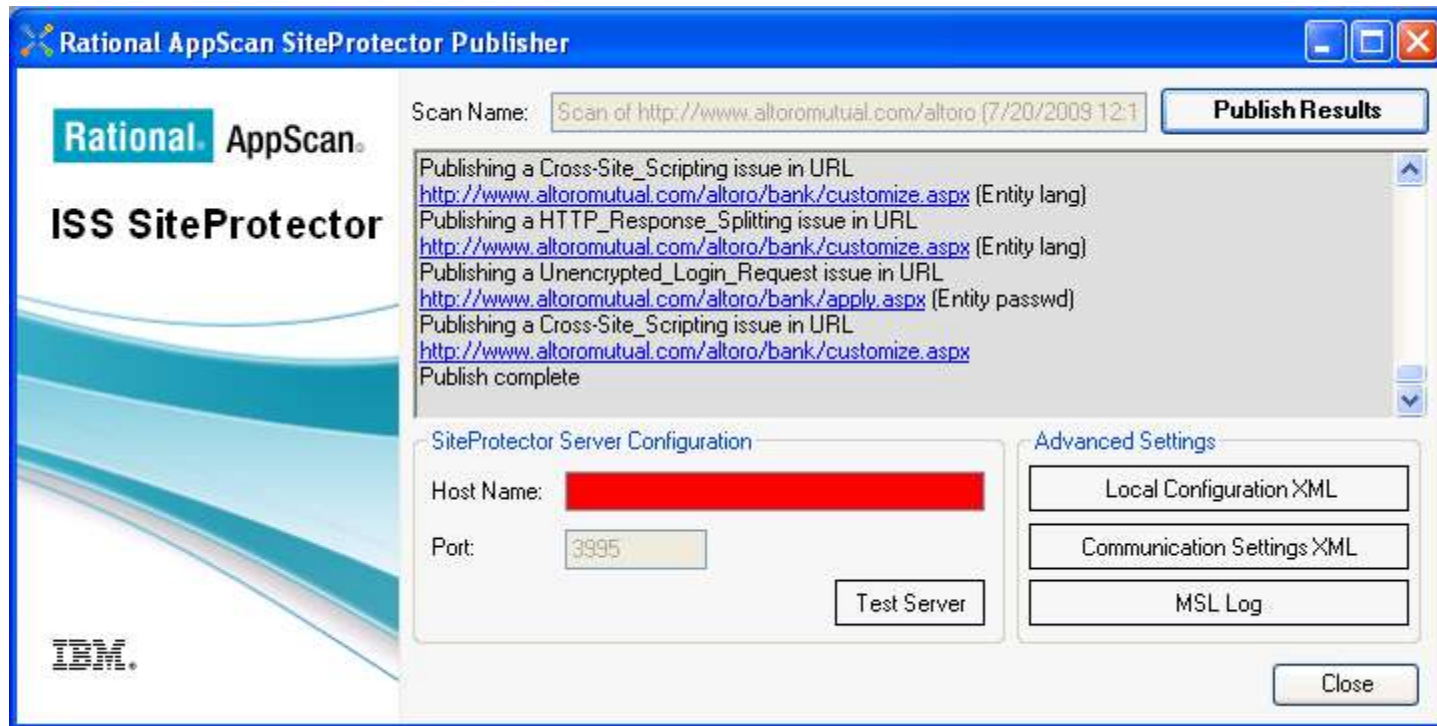 Rational AppScan SiteProtector Publisher
Rational. AppScan.
ISS SiteProtector
IBM.
Scan Name: Scan of http://www.altoromutual.com/altoro (7/20/2009 12:1
Publish Results
Publishing a Cross-Site_Scripting issue in URL
http://www.altoromutual.com/altoro/bank/customize.aspx (Entity lang)
Publishing a HTTP_Response_Splitting issue in URL
http://www.altoromutual.com/altoro/bank/customize.aspx (Entity lang)
Publishing a Unencrypted_Login_Request issue in URL
http://www.altoromutual.com/altoro/bank/apply.aspx (Entity passwd)
Publishing a Cross-Site_Scripting issue in URL
http://www.altoromutual.com/altoro/bank/customize.aspx
Publish complete
SiteProtector Server Configuration
Host Name:
Port: 3995
Test Server
Advanced Settings
Local Configuration XML
Communication Settings XML
MSL Log
Close